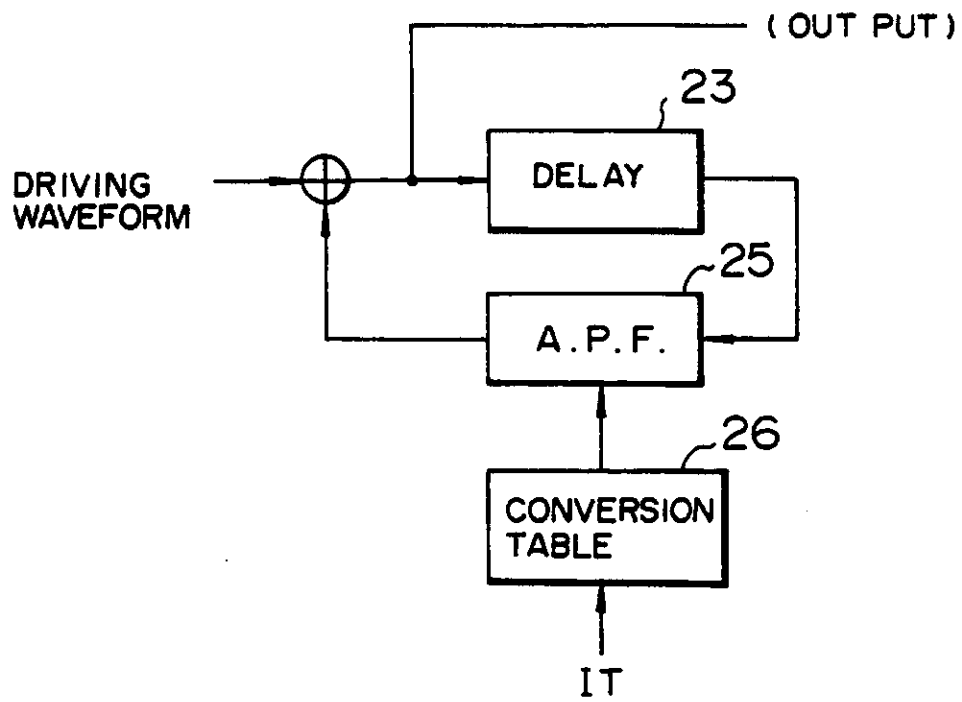 ( OUT PUT )
23
DELAY
DRIVING
WAVEFORM
25
A.P.F.
26
CONVERSION
TABLE
IT